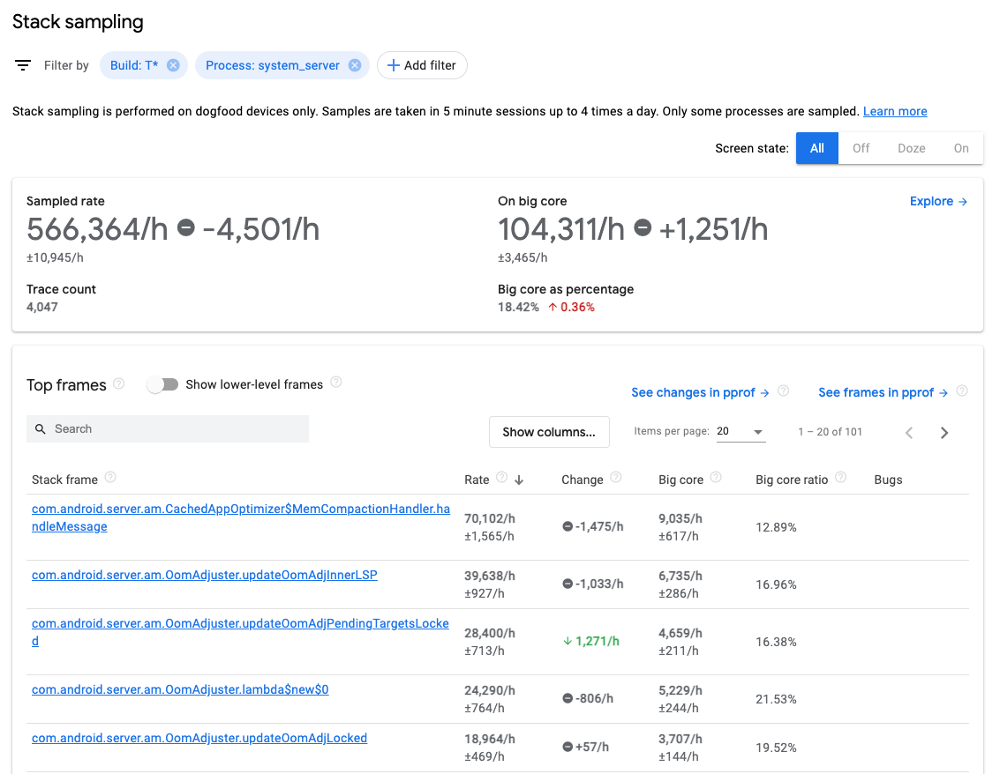 Stack sampling
Filter by Build: T* Process: system_server Add filter
Stack sampling is performed on dogfood devices only. Samples are taken in 5 minute sessions up to 4 times a day. Only some processes are sampled. Learn more
Screen state: All Off Doze On
Sampled rate
566,364/h -4,501/h
±10,945/h
Trace count
4,047
On big core
104,311/h +1,251/h
±3,465/h
Big core as percentage
18.42% ↑ 0.36%
Explore →
Top frames ? Show lower-level frames ?
See changes in pprof → ? See frames in pprof → ?
Search
Show columns... Items per page: 20 1 – 20 of 101
Stack frame ? Rate ? ↓ Change ? Big core ? Big core ratio ? Bugs
com.android.server.am.CachedAppOptimizer$MemCompactionHandler.ha
ndleMessage
70,102/h
±1,565/h
-1,475/h
9,035/h
±617/h
12.89%
com.android.server.am.OomAdjuster.updateOomAdjInnerLSP
39,638/h
±927/h
-1,033/h
6,735/h
±286/h
16.96%
com.android.server.am.OomAdjuster.updateOomAdjPendingTargetsLocke
d
28,400/h
±713/h
↓ 1,271/h
4,659/h
±211/h
16.38%
com.android.server.am.OomAdjuster.lambda$new$0
24,290/h
±764/h
-806/h
5,229/h
±244/h
21.53%
com.android.server.am.OomAdjuster.updateOomAdjLocked
18,964/h
±469/h
+57/h
3,707/h
±144/h
19.52%